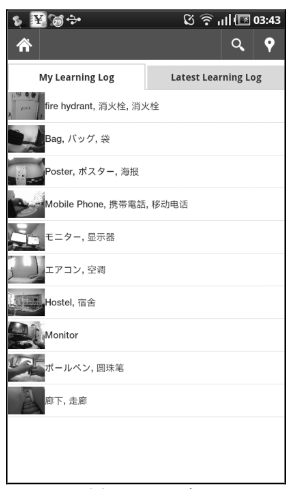 03:43
My Learning Log
Latest Learning Log
fire hydrant, 消火栓, 消火栓
Bag, バッグ, 袋
Poster, ポスター, 海报
Mobile Phone, 携帯電話, 移动电话
モニター, 显示器
エアコン, 空调
Hostel, 宿舍
Monitor
ボールペン, 圆珠笔
廊下, 走廊